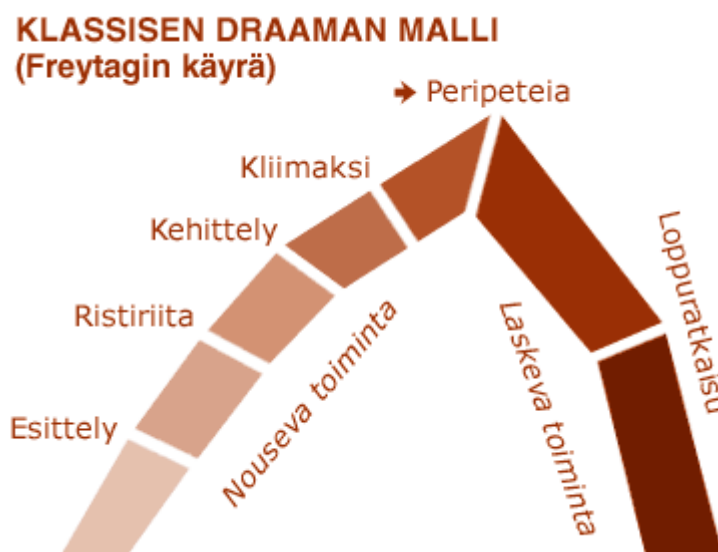 KLASSISEN DRAAMAN MALLI
(Freytagin käyrä)
Peripeteia
Kliimaksi
Kehittely
Ristiriita
Esittely
Nouseva toiminta
Laskeva toiminta
Loppuratkaisu